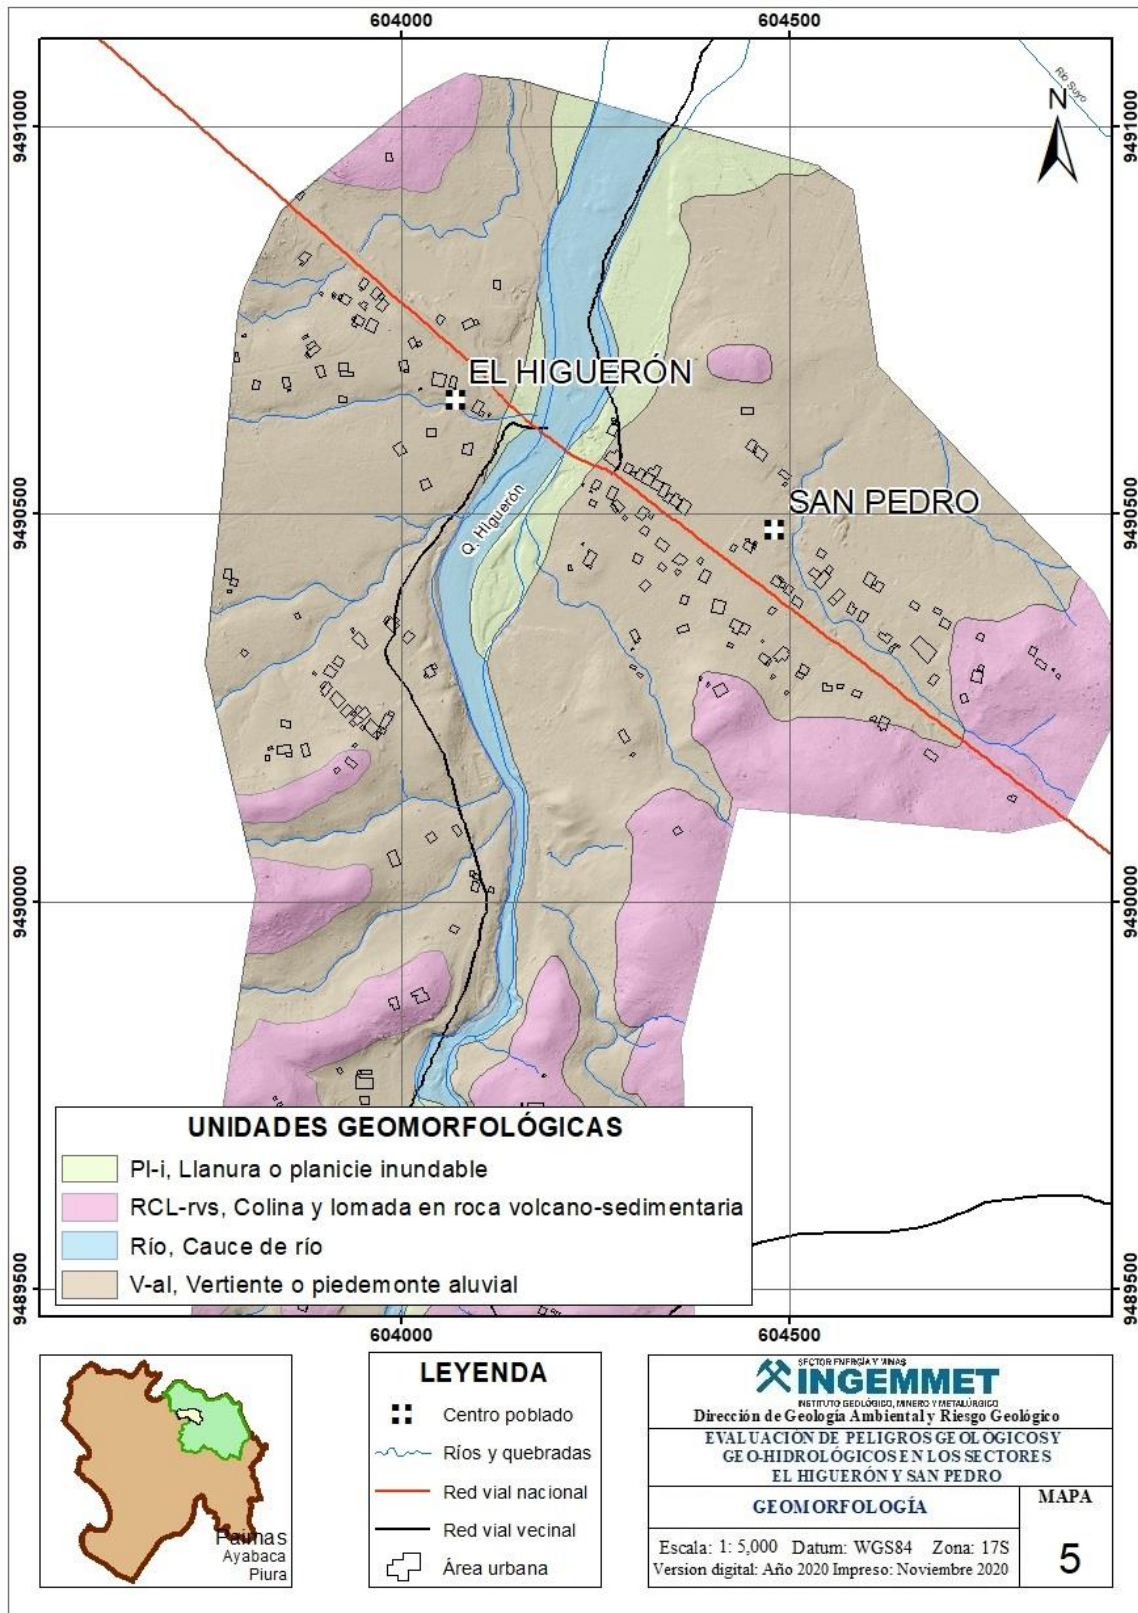 604000
604500
Río Suyo
N
9491000
9491000
EL HIGUERÓN
SAN PEDRO
9490500
9490500
Q. Higuerón
9490000
9490000
UNIDADES GEOMORFOLÓGICAS
Pl-i, Llanura o planicie inundable
RCL-rvs, Colina y lomada en roca volcano-sedimentaria
Río, Cauce de río
V-al, Vertiente o piedemonte aluvial
9489500
9489500
604000
604500
Paimas
Ayabaca
Piura
LEYENDA
Centro poblado
Ríos y quebradas
Red vial nacional
Red vial vecinal
Área urbana
SECTOR ENERGÍA Y MINAS
INGEMMET
INSTITUTO GEOLÓGICO, MINERO Y METALÚRGICO
Dirección de Geología Ambiental y Riesgo Geológico
EVALUACIÓN DE PELIGROS GEOLOGICOS Y
GEO-HIDROLÓGICOS EN LOS SECTORES
EL HIGUERÓN Y SAN PEDRO
GEOMORFOLOGÍA
MAPA
5
Escala: 1: 5,000 Datum: WGS84 Zona: 17S
Version digital: Año 2020 Impreso: Noviembre 2020